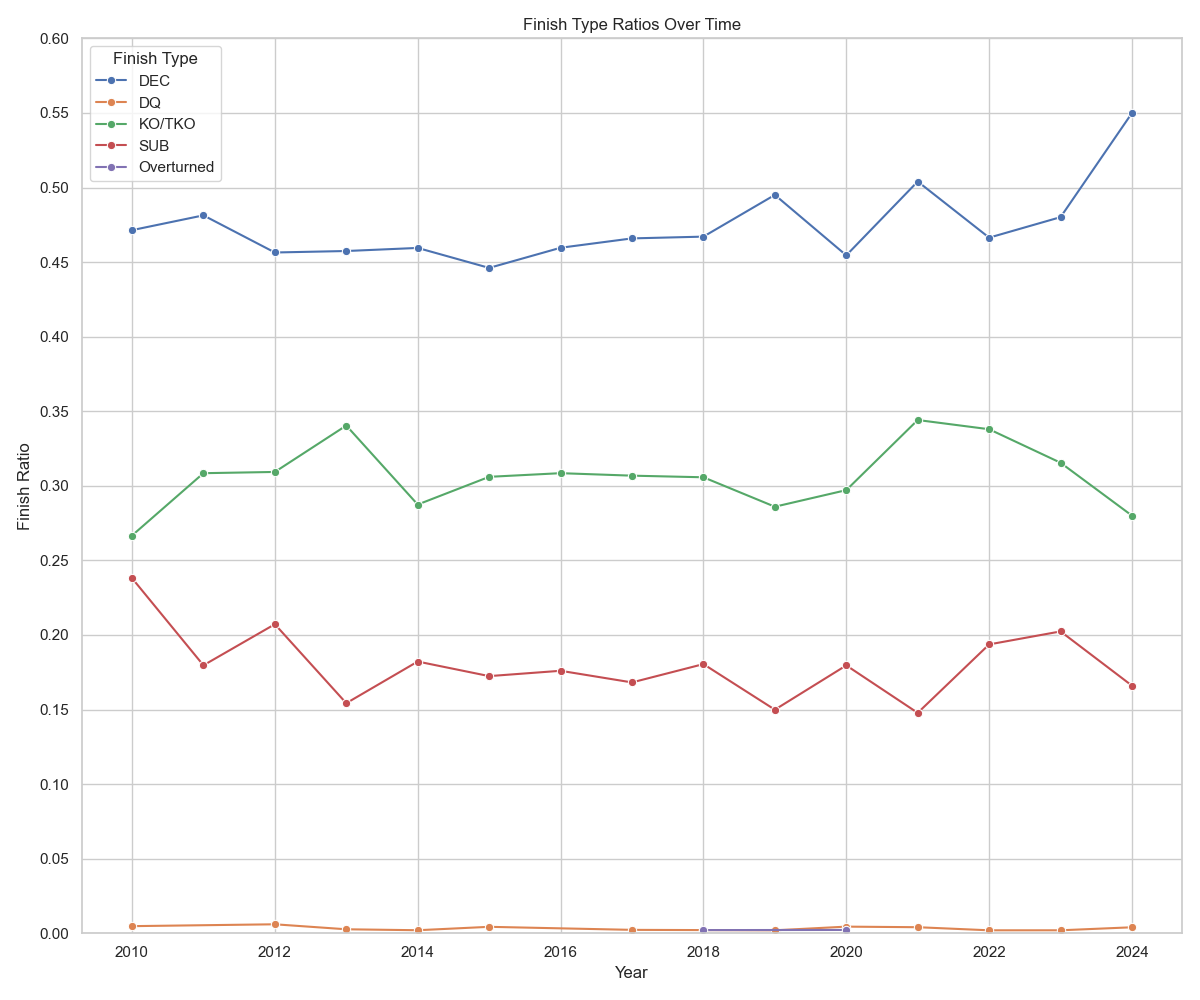 Finish Type Ratios Over Time
Finish Type
DEC
DQ
KO/TKO
SUB
Overturned
Finish Ratio
0.60
0.55
0.50
0.45
0.40
0.35
0.30
0.25
0.20
0.15
0.10
0.05
0.00
2010 2012 2014 2016 2018 2020 2022 2024
Year